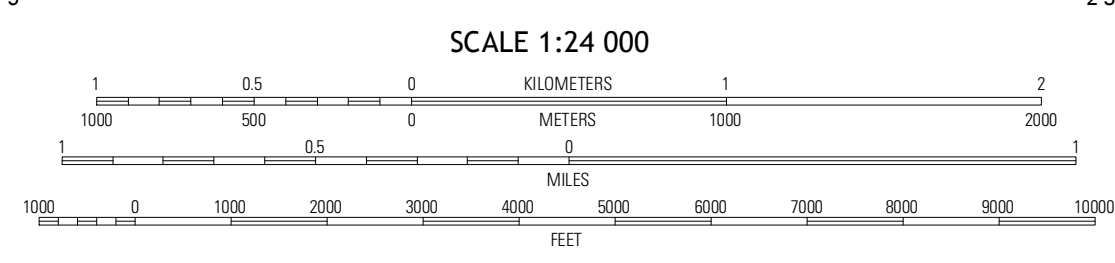 SCALE 1:24 000
1 0.5 0 KILOMETERS 1 2
1000 500 0 METERS 1000 2000
1 0.5 0 1
MILES
1000 0 1000 2000 3000 4000 5000 6000 7000 8000 9000 10000
FEET